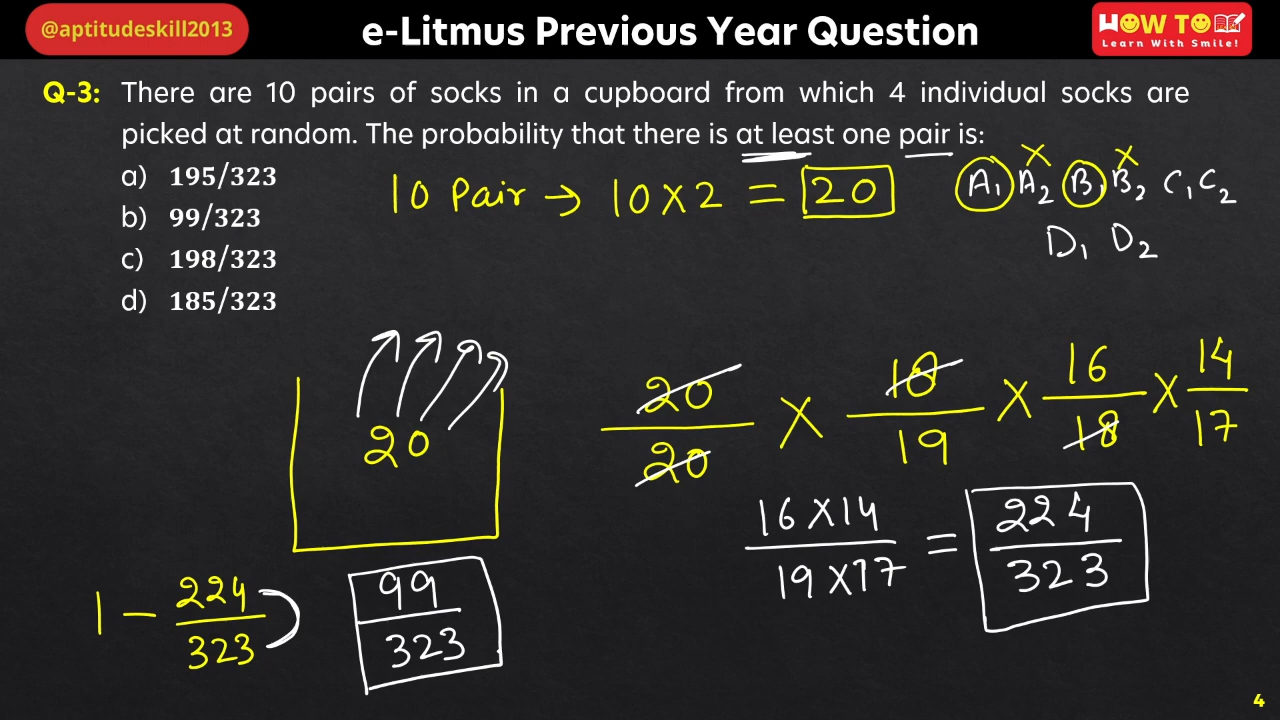 @aptitudeskill2013
e-Litmus Previous Year Question
HOW TO
Learn With Smile!
Q-3: There are 10 pairs of socks in a cupboard from which 4 individual socks are
picked at random. The probability that there is at least one pair is:
a) 195/323
b) 99/323
c) 198/323
d) 185/323
10 Pair → 10 X 2 = 20
A₁ A₂ B₁ B₂ C₁ C₂
X X
D₁ D₂
20
20/20 X 18/19 X 16/18 X 14/17
16 X 14 / 19 X 17 = 224/323
1 - 224/323 ) 99/323
4